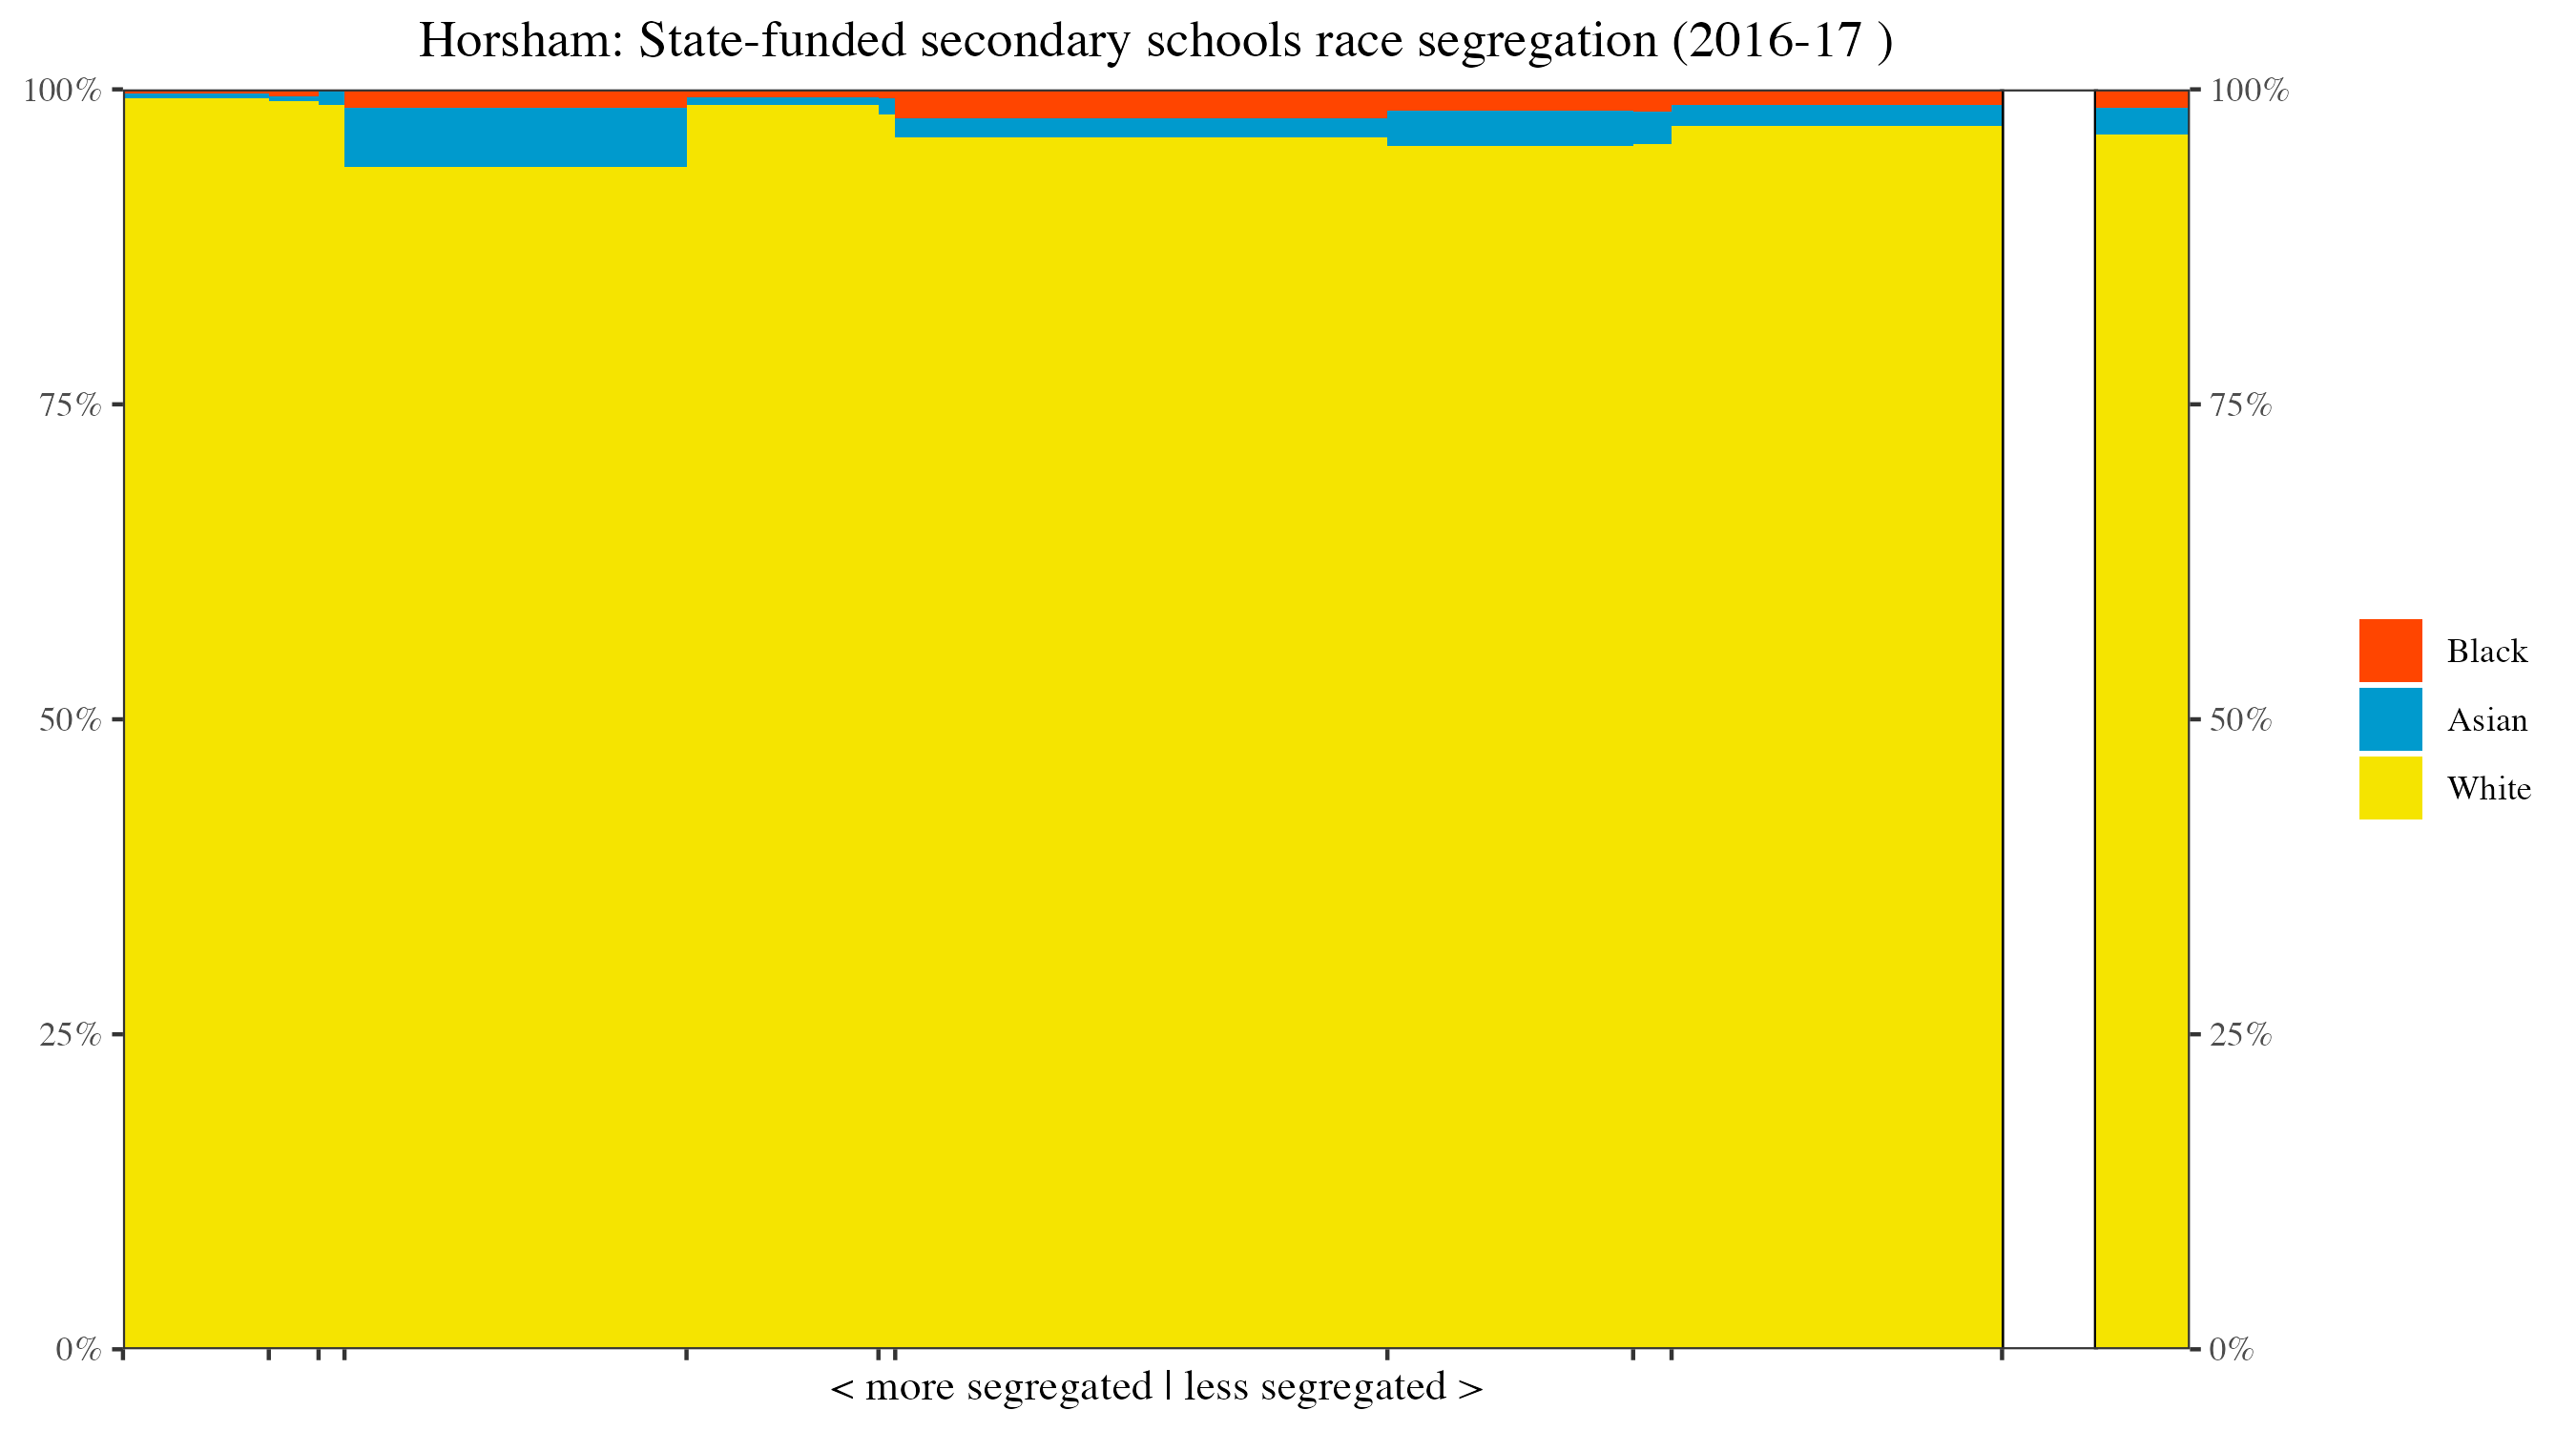 Horsham: State-funded secondary schools race segregation (2016-17 )
100%
75%
50%
25%
0%
100%
75%
50%
25%
0%
Black
Asian
White
< more segregated | less segregated >